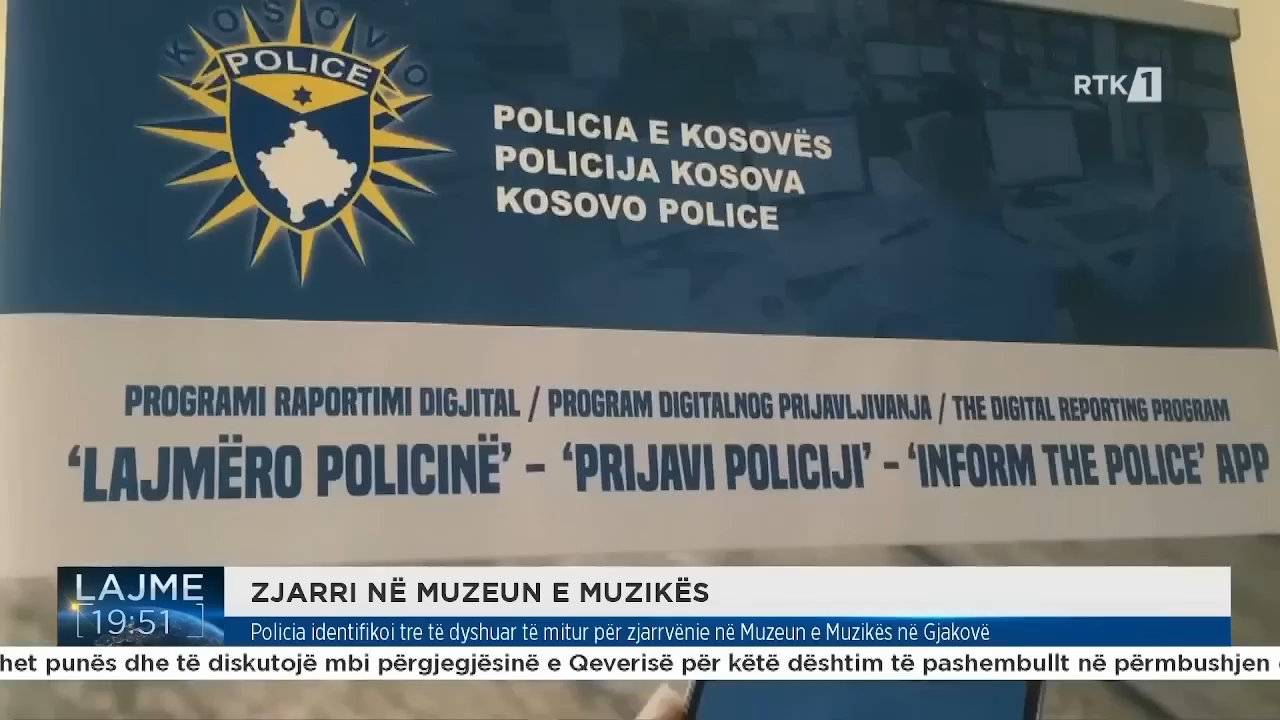 KOSOVO
POLICE
RTK 1
POLICIA E KOSOVËS
POLICIJA KOSOVA
KOSOVO POLICE
PROGRAMI RAPORTIMI DIGJITAL / PROGRAM DIGITALNOG PRIJAVLJIVANJA / THE DIGITAL REPORTING PROGRAM
‘LAJMËRO POLICINË’ – ‘PRIJAVI POLICIJI’ – ‘INFORM THE POLICE’ APP
LAJME
19:51
ZJARRI NË MUZEUN E MUZIKËS
Policia identifikoi tre të dyshuar të mitur për zjarrvënie në Muzeun e Muzikës në Gjakovë
het punës dhe të diskutojë mbi përgjegjësinë e Qeverisë për këtë dështim të pashembullt në përmbushjen